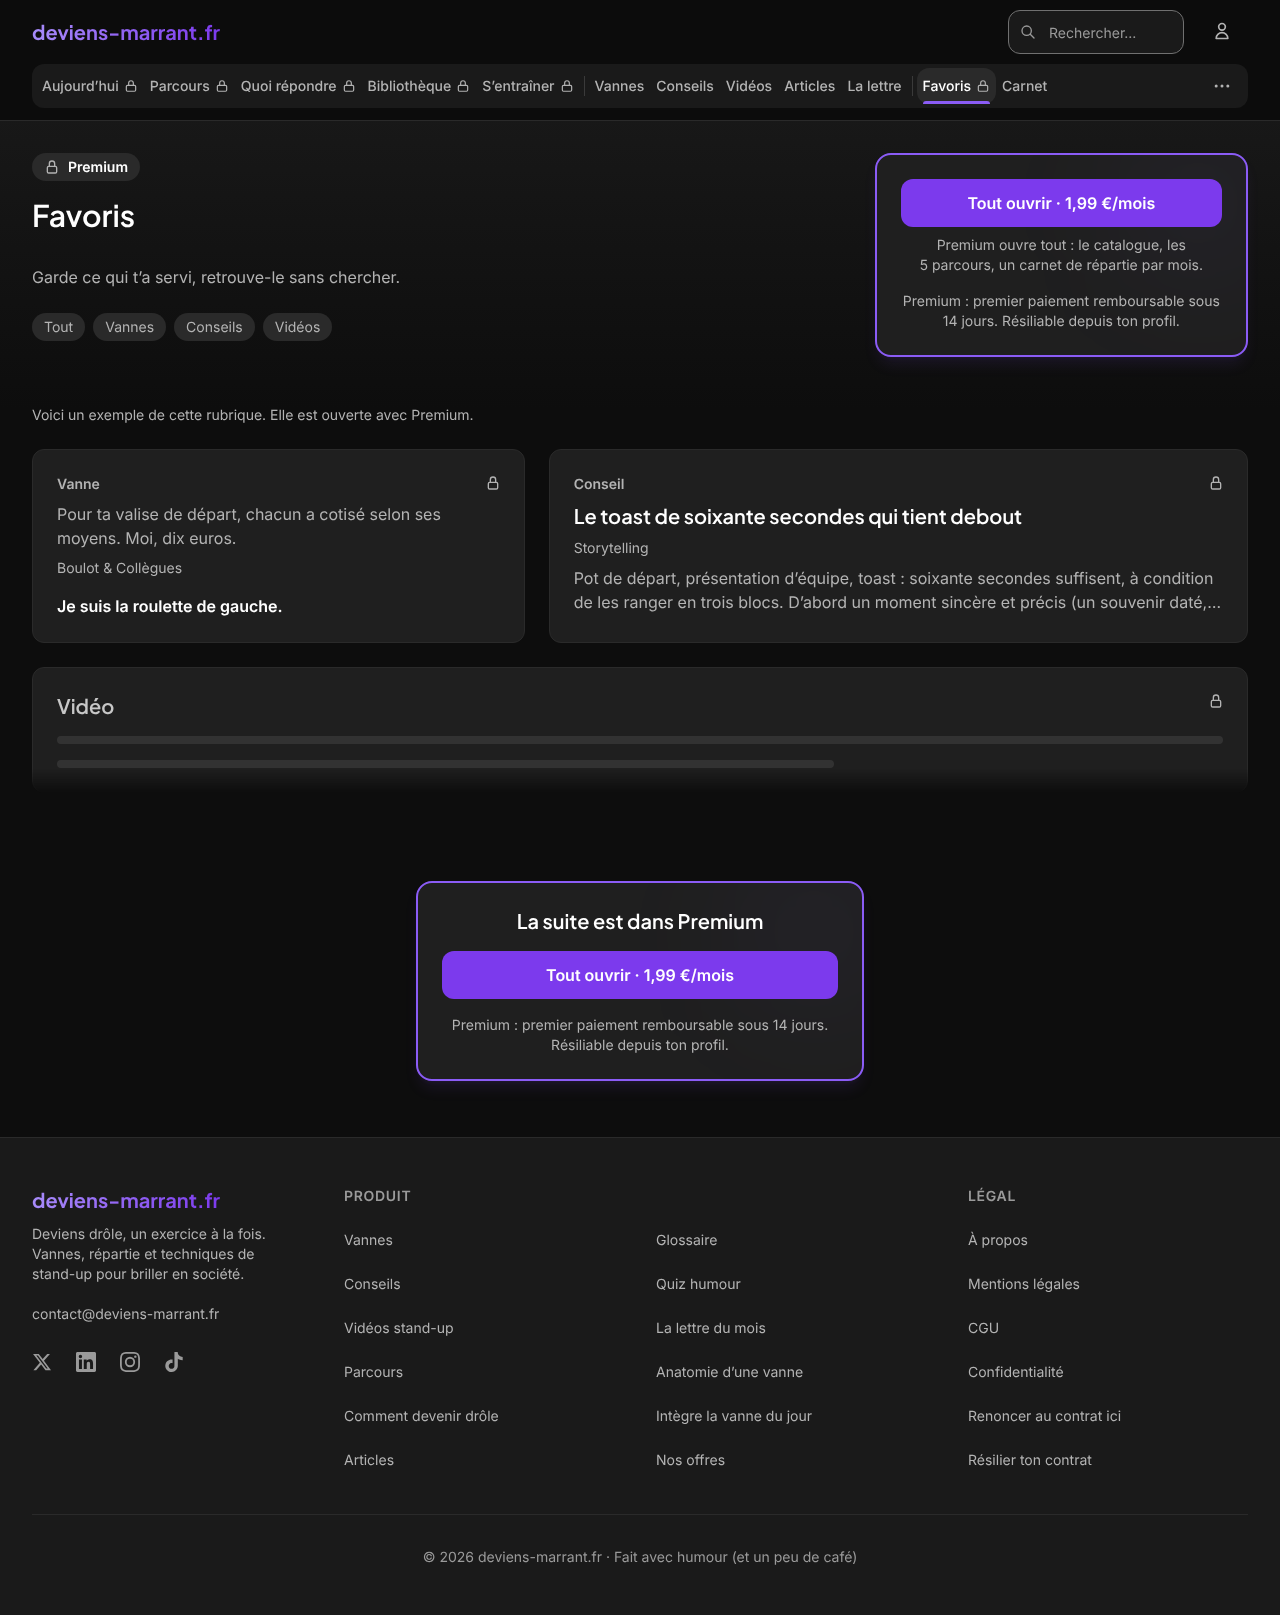 deviens-marrant.fr
Rechercher...
Aujourd’hui Parcours Quoi répondre Bibliothèque S’entraîner Vannes Conseils Vidéos Articles La lettre Favoris Carnet
Premium
Favoris
Garde ce qui t’a servi, retrouve-le sans chercher.
Tout Vannes Conseils Vidéos
Tout ouvrir · 1,99 €/mois
Premium ouvre tout : le catalogue, les
5 parcours, un carnet de répartie par mois.
Premium : premier paiement remboursable sous
14 jours. Résiliable depuis ton profil.
Voici un exemple de cette rubrique. Elle est ouverte avec Premium.
Vanne
Pour ta valise de départ, chacun a cotisé selon ses
moyens. Moi, dix euros.
Boulot & Collègues
Je suis la roulette de gauche.
Conseil
Le toast de soixante secondes qui tient debout
Storytelling
Pot de départ, présentation d’équipe, toast : soixante secondes suffisent, à condition
de les ranger en trois blocs. D’abord un moment sincère et précis (un souvenir daté,...
Vidéo
La suite est dans Premium
Tout ouvrir · 1,99 €/mois
Premium : premier paiement remboursable sous 14 jours.
Résiliable depuis ton profil.
deviens-marrant.fr
Deviens drôle, un exercice à la fois.
Vannes, répartie et techniques de
stand-up pour briller en société.
contact@deviens-marrant.fr
PRODUIT
Vannes
Conseils
Vidéos stand-up
Parcours
Comment devenir drôle
Articles
Glossaire
Quiz humour
La lettre du mois
Anatomie d’une vanne
Intègre la vanne du jour
Nos offres
LÉGAL
À propos
Mentions légales
CGU
Confidentialité
Renoncer au contrat ici
Résilier ton contrat
© 2026 deviens-marrant.fr · Fait avec humour (et un peu de café)